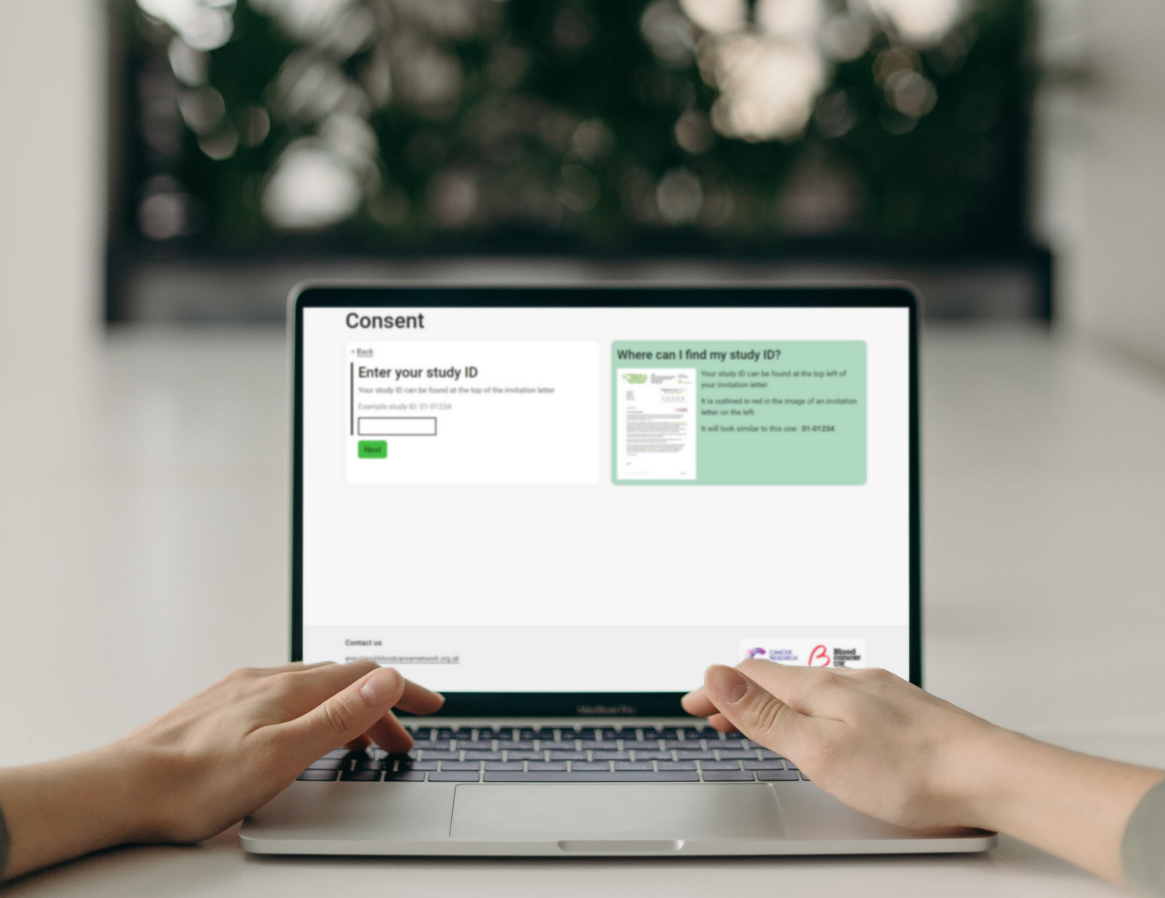 Consent
Back
Enter your study ID
Your study ID can be found at the top of the invitation letter
Example study ID: 01-01234
Next
Where can I find my study ID?
Your study ID can be found at the top left of
your invitation letter.
It is outlined in red in the image of an invitation
letter on the left.
It will look similar to this one: 01-01234.
Contact us
CANCER
RESEARCH
Blood
cancer
UK
MacBook Pro